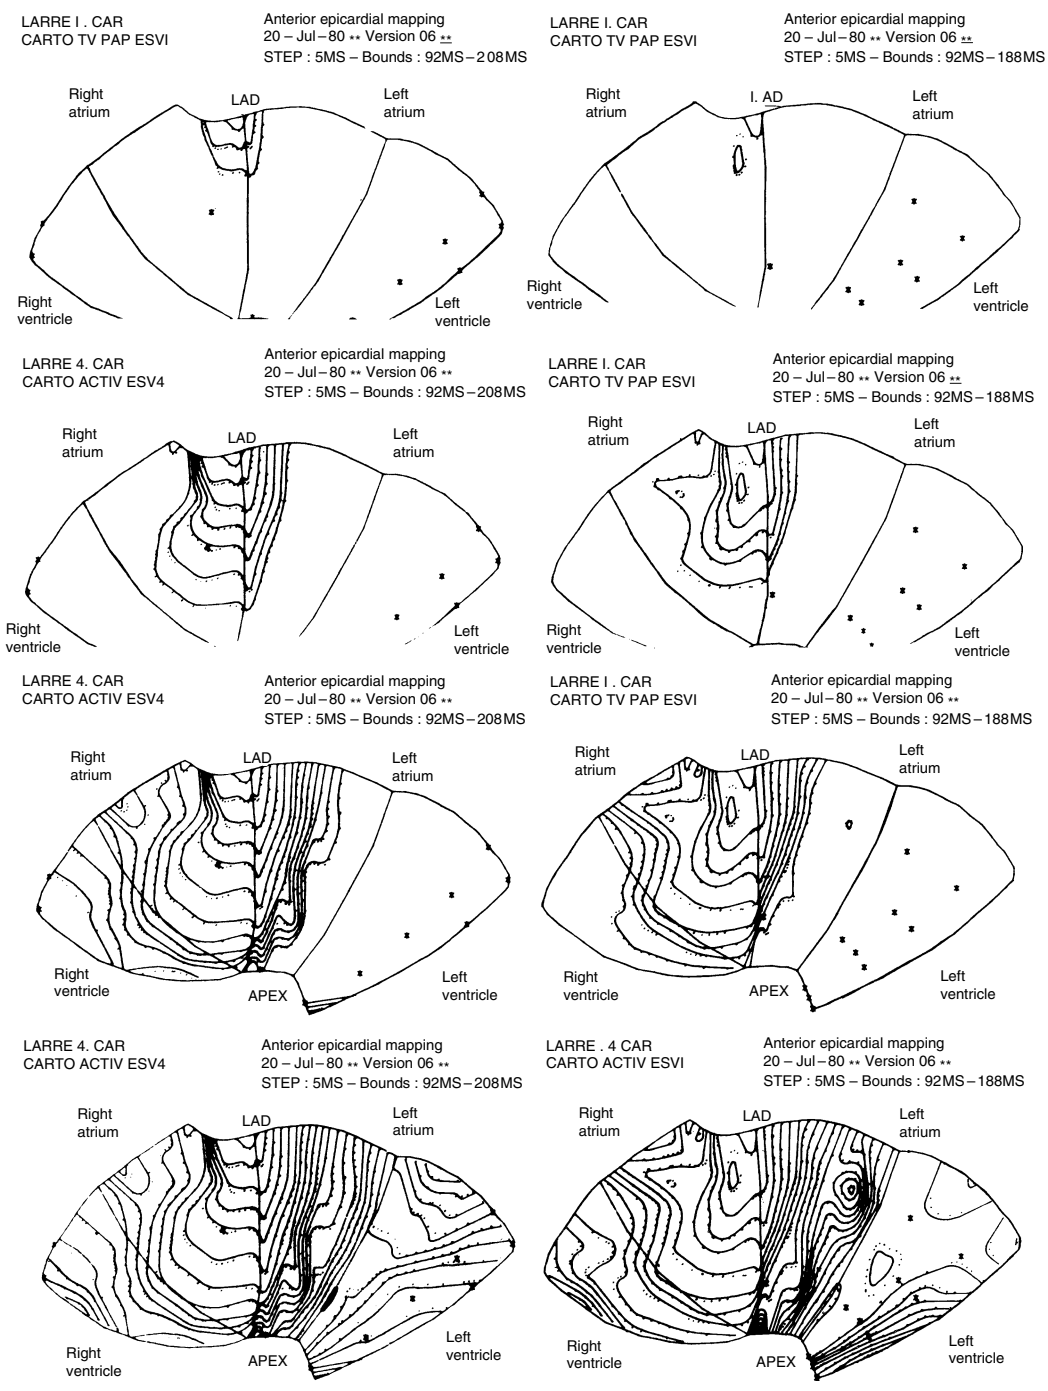 LARRE I . CAR
CARTO TV PAP ESVI
Anterior epicardial mapping
20 – Jul – 80 ** Version 06 **
STEP : 5MS – Bounds : 92MS – 208MS
Right
atrium
LAD
Left
atrium
Right
ventricle
Left
ventricle
LARRE I. CAR
CARTO TV PAP ESVI
Anterior epicardial mapping
20 – Jul – 80 ** Version 06 **
STEP : 5MS – Bounds : 92MS – 188MS
Right
atrium
I. AD
Left
atrium
Right
ventricle
Left
ventricle
LARRE 4. CAR
CARTO ACTIV ESV4
Anterior epicardial mapping
20 – Jul – 80 ** Version 06 **
STEP : 5MS – Bounds : 92MS – 208MS
Right
atrium
LAD
Left
atrium
Right
ventricle
Left
ventricle
LARRE I. CAR
CARTO TV PAP ESVI
Anterior epicardial mapping
20 – Jul – 80 ** Version 06 **
STEP : 5MS – Bounds : 92MS – 188MS
Right
atrium
LAD
Left
atrium
Right
ventricle
Left
ventricle
LARRE 4. CAR
CARTO ACTIV ESV4
Anterior epicardial mapping
20 – Jul – 80 ** Version 06 **
STEP : 5MS – Bounds : 92MS – 208MS
Right
atrium
LAD
Left
atrium
Right
ventricle
APEX
Left
ventricle
LARRE I . CAR
CARTO TV PAP ESVI
Anterior epicardial mapping
20 – Jul – 80 ** Version 06 **
STEP : 5MS – Bounds : 92MS – 188MS
Right
atrium
LAD
Left
atrium
Right
ventricle
APEX
Left
ventricle
LARRE 4. CAR
CARTO ACTIV ESV4
Anterior epicardial mapping
20 – Jul – 80 ** Version 06 **
STEP : 5MS – Bounds : 92MS – 208MS
Right
atrium
LAD
Left
atrium
Right
ventricle
APEX
Left
ventricle
LARRE . 4 CAR
CARTO ACTIV ESVI
Anterior epicardial mapping
20 – Jul – 80 ** Version 06 **
STEP : 5MS – Bounds : 92MS – 188MS
Right
atrium
LAD
Left
atrium
Right
ventricle
APEX
Left
ventricle